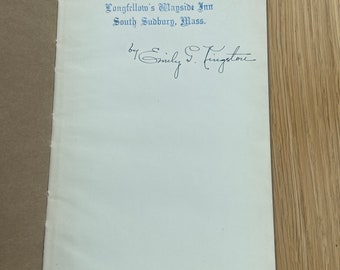 Longfellow's Wayside Inn
South Sudbury, Mass.
by Emily G. Kingston